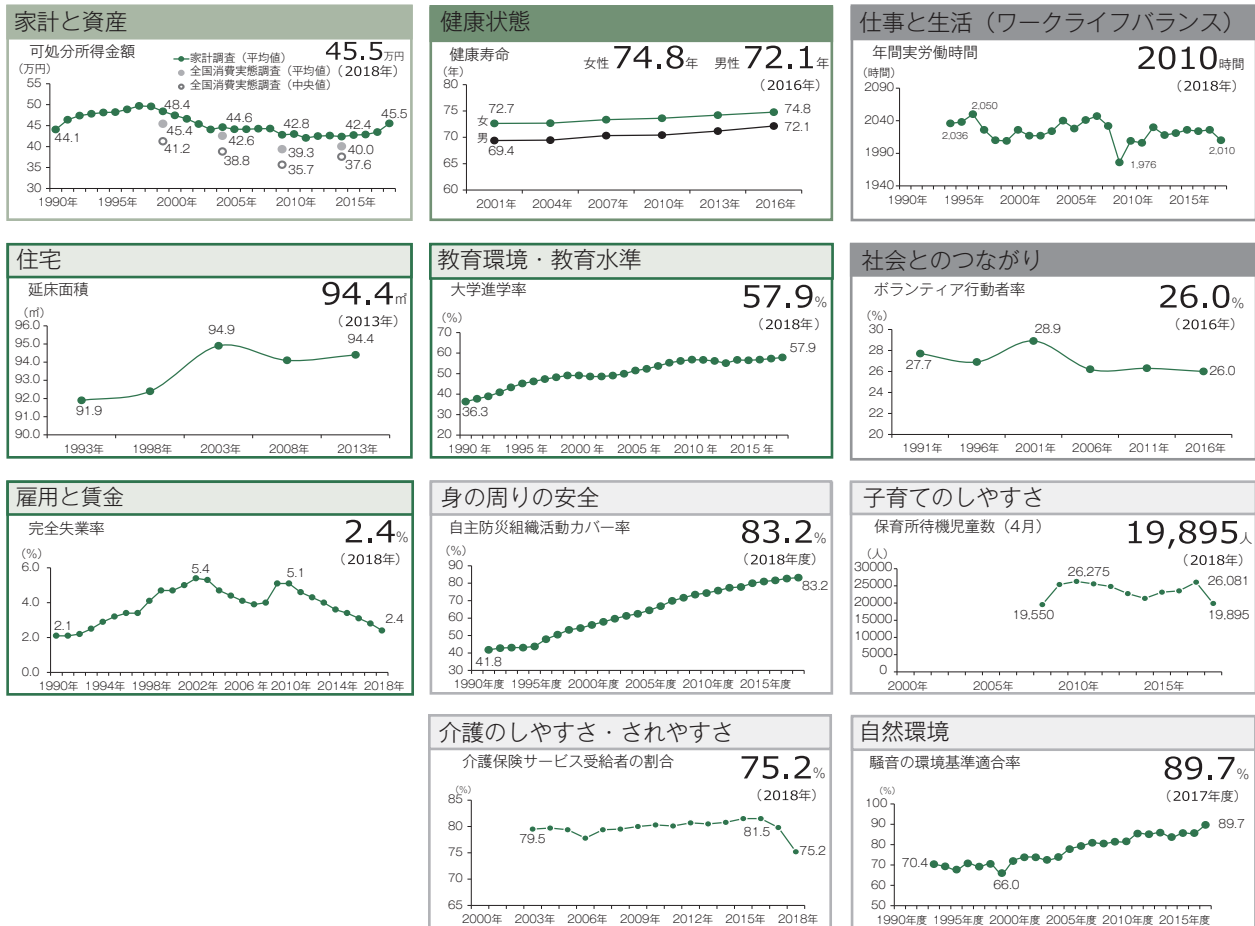 家計と資産
可処分所得金額
45.5万円
(2018年)
(万円)
家計調査(平均値)
全国消費実態調査(平均値)
全国消費実態調査(中央値)
55
50
45
40
35
30
44.1
48.4
45.4
41.2
44.6
42.6
38.8
42.8
39.3
35.7
42.4
40.0
37.6
45.5
1990年 1995年 2000年 2005年 2010年 2015年
健康状態
健康寿命
女性 74.8年 男性 72.1年
(2016年)
(年)
80
75
70
65
60
72.7
女
男
69.4
74.8
72.1
2001年 2004年 2007年 2010年 2013年 2016年
仕事と生活(ワークライフバランス)
年間実労働時間
2010時間
(2018年)
(時間)
2090
2040
1990
1940
2,036
2,050
1,976
2,010
1990年 1995年 2000年 2005年 2010年 2015年
住宅
延床面積
94.4㎡
(2013年)
(㎡)
96.0
95.0
94.0
93.0
92.0
91.0
90.0
91.9
94.9
94.4
1993年 1998年 2003年 2008年 2013年
教育環境・教育水準
大学進学率
57.9%
(2018年)
(%)
70
60
50
40
30
20
36.3
57.9
1990年 1995年 2000年 2005年 2010年 2015年
社会とのつながり
ボランティア行動者率
26.0%
(2016年)
(%)
30
28
26
24
22
20
27.7
28.9
26.0
1991年 1996年 2001年 2006年 2011年 2016年
雇用と賃金
完全失業率
2.4%
(2018年)
(%)
6.0
4.0
2.0
0.0
2.1
5.4
5.1
2.4
1990年 1994年 1998年 2002年 2006年 2010年 2014年 2018年
身の周りの安全
自主防災組織活動カバー率
83.2%
(2018年度)
(%)
90
80
70
60
50
40
30
41.8
83.2
1990年度 1995年度 2000年度 2005年度 2010年度 2015年度
子育てのしやすさ
保育所待機児童数(4月)
19,895人
(2018年)
(人)
30000
25000
20000
15000
10000
5000
0
19,550
26,275
26,081
19,895
2000年 2005年 2010年 2015年
介護のしやすさ・されやすさ
介護保険サービス受給者の割合
75.2%
(2018年)
(%)
85
80
75
70
65
79.5
81.5
75.2
2000年 2003年 2006年 2009年 2012年 2015年 2018年
自然環境
騒音の環境基準適合率
89.7%
(2017年度)
(%)
100
90
80
70
60
50
70.4
66.0
89.7
1990年度 1995年度 2000年度 2005年度 2010年度 2015年度